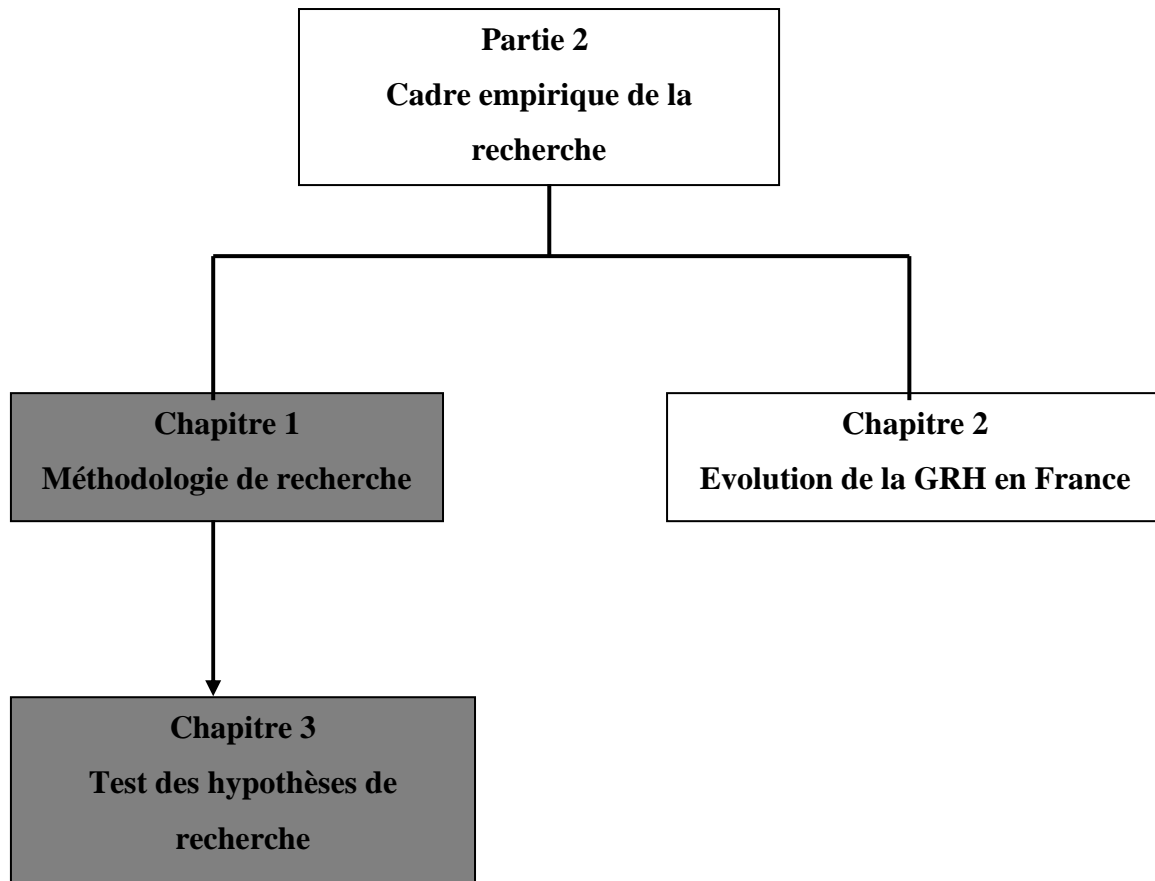 Partie 2
Cadre empirique de la
recherche
Chapitre 1
Méthodologie de recherche
Chapitre 2
Evolution de la GRH en France
Chapitre 3
Test des hypothèses de
recherche